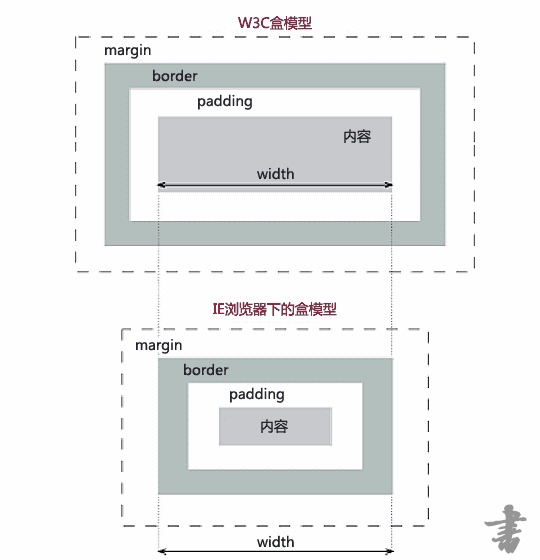 W3C盒模型
margin
border
padding
内容
width
IE浏览器下的盒模型
margin
border
padding
内容
width
書